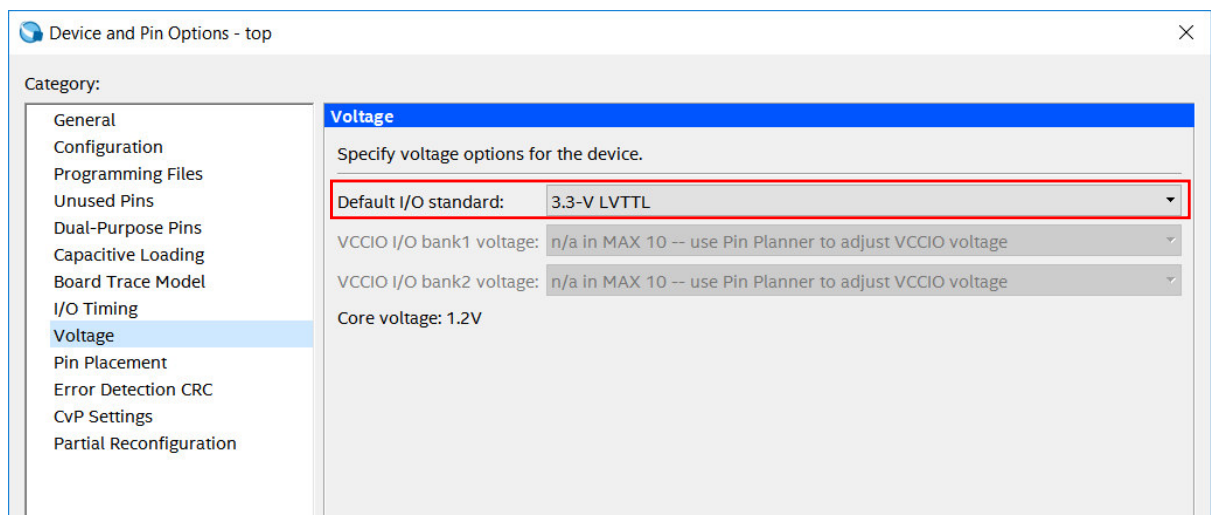 Device and Pin Options - top
Category:
General
Configuration
Programming Files
Unused Pins
Dual-Purpose Pins
Capacitive Loading
Board Trace Model
I/O Timing
Voltage
Pin Placement
Error Detection CRC
CvP Settings
Partial Reconfiguration
Voltage
Specify voltage options for the device.
Default I/O standard: 3.3-V LVTTL
VCCIO I/O bank1 voltage: n/a in MAX 10 -- use Pin Planner to adjust VCCIO voltage
VCCIO I/O bank2 voltage: n/a in MAX 10 -- use Pin Planner to adjust VCCIO voltage
Core voltage: 1.2V